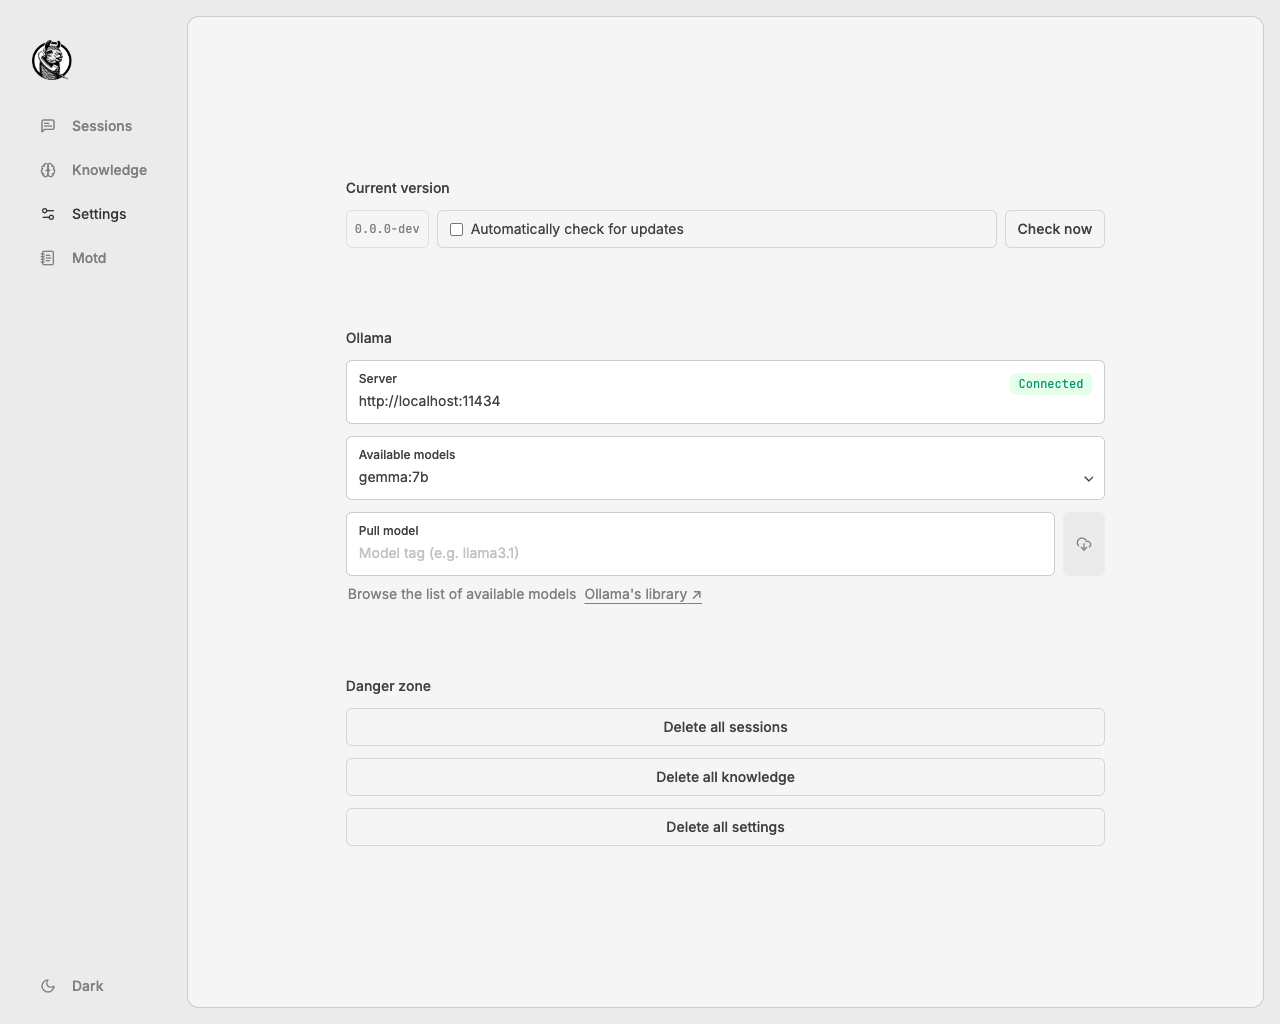 Sessions
Knowledge
Settings
Motd
Dark
Current version
0.0.0-dev
Automatically check for updates
Check now
Ollama
Server
Connected
http://localhost:11434
Available models
gemma:7b
Pull model
Model tag (e.g. llama3.1)
Browse the list of available models Ollama's library ↗
Danger zone
Delete all sessions
Delete all knowledge
Delete all settings